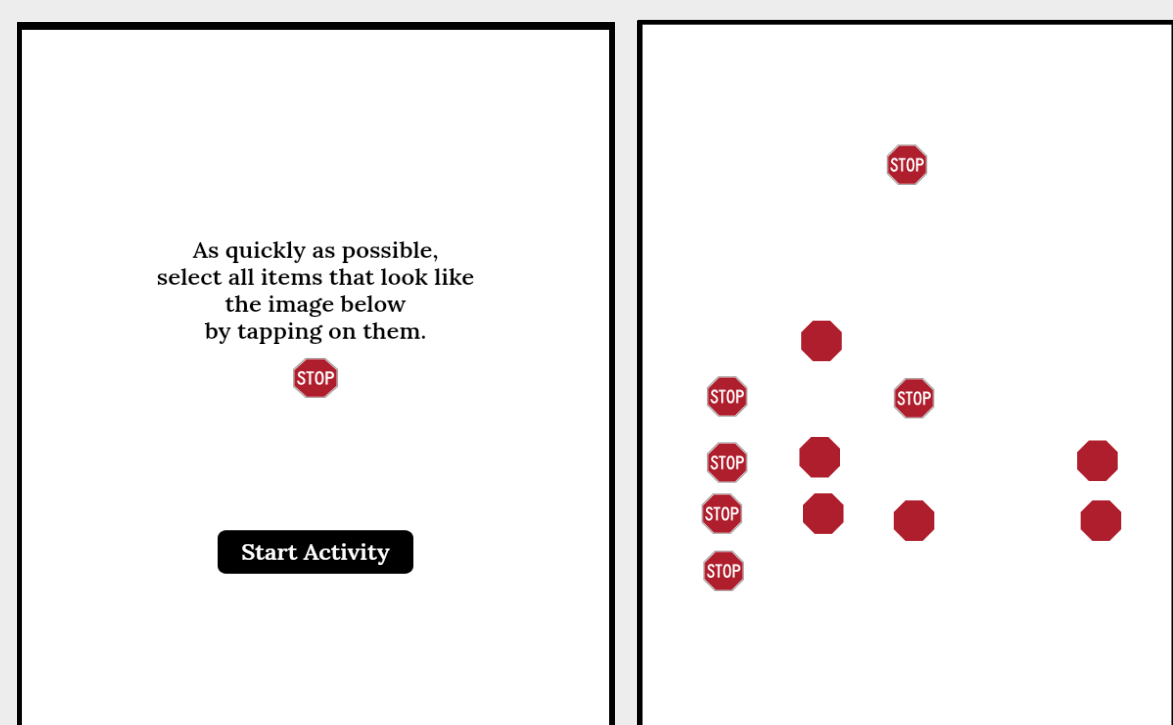 As quickly as possible,
select all items that look like
the image below
by tapping on them.
STOP
Start Activity
STOP
STOP
STOP
STOP
STOP
STOP